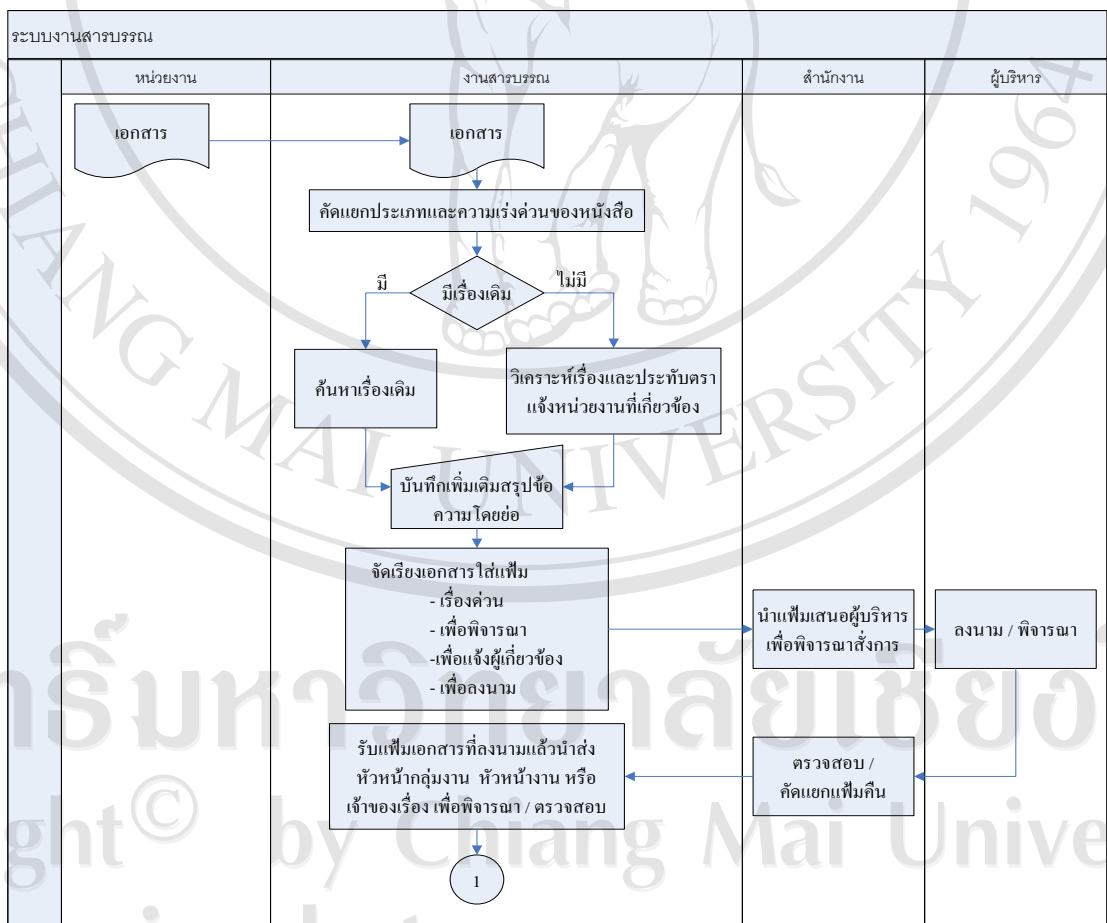 ระบบงานสารบรรณ
หน่วยงาน
งานสารบรรณ
สำนักงาน
ผู้บริหาร
เอกสาร
เอกสาร
คัดแยกประเภทและความเร่งด่วนของหนังสือ
มี
มีเรื่องเดิม
ไม่มี
ค้นหาเรื่องเดิม
วิเคราะห์เรื่องและประทับตรา
แจ้งหน่วยงานที่เกี่ยวข้อง
บันทึกเพิ่มเติมสรุปข้อ
ความโดยย่อ
จัดเรียงเอกสารใส่แฟ้ม
- เรื่องด่วน
- เพื่อพิจารณา
-เพื่อแจ้งผู้เกี่ยวข้อง
- เพื่อลงนาม
นำแฟ้มเสนอผู้บริหาร
เพื่อพิจารณาสั่งการ
ลงนาม / พิจารณา
รับแฟ้มเอกสารที่ลงนามแล้วนำส่ง
หัวหน้ากลุ่มงาน หัวหน้างาน หรือ
เจ้าของเรื่อง เพื่อพิจารณา / ตรวจสอบ
ตรวจสอบ /
คัดแยกแฟ้มคืน
1
CHIANG MAI UNIVERSITY 1964
ธิ์มหาวิทยาลัยเชียง
ght© by Chiang Mai Unive